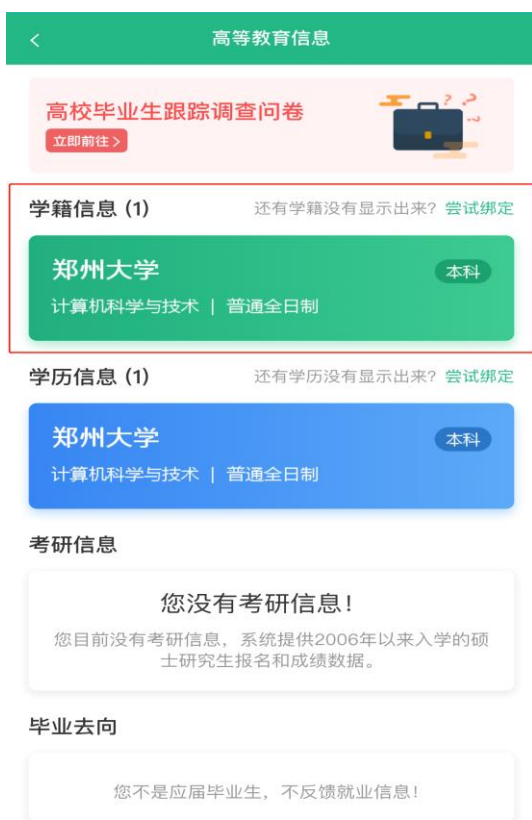 高等教育信息
高校毕业生跟踪调查问卷
立即前往>
学籍信息 (1) 还有学籍没有显示出来? 尝试绑定
郑州大学 本科
计算机科学与技术 | 普通全日制
学历信息 (1) 还有学历没有显示出来? 尝试绑定
郑州大学 本科
计算机科学与技术 | 普通全日制
考研信息
您没有考研信息!
您目前没有考研信息，系统提供2006年以来入学的硕
士研究生报名和成绩数据。
毕业去向
您不是应届毕业生，不反馈就业信息!